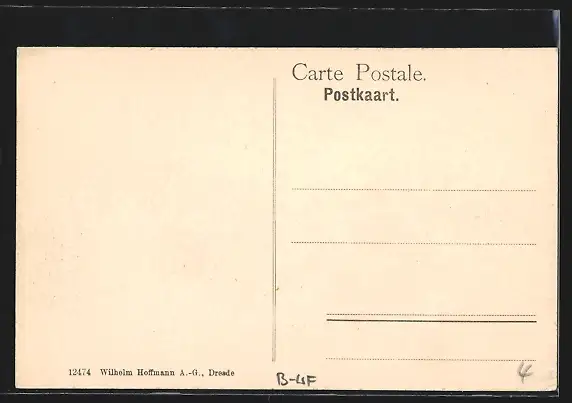 Carte Postale.
Postkaart.
12474 Wilhelm Hoffmann A.-G., Dresde
B-4F
4